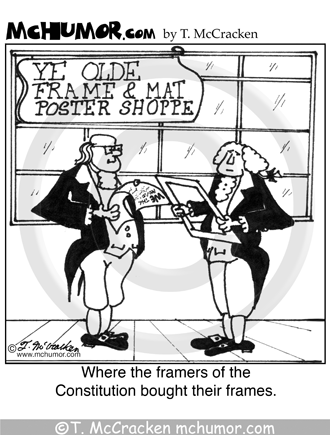 McHUMOR.com by T. McCracken
YE OLDE
FRAME & MAT
POSTER SHOPPE
©T. McCracken
www.mchumor.com
Where the framers of the
Constitution bought their frames.
©T. McCracken mchumor.com